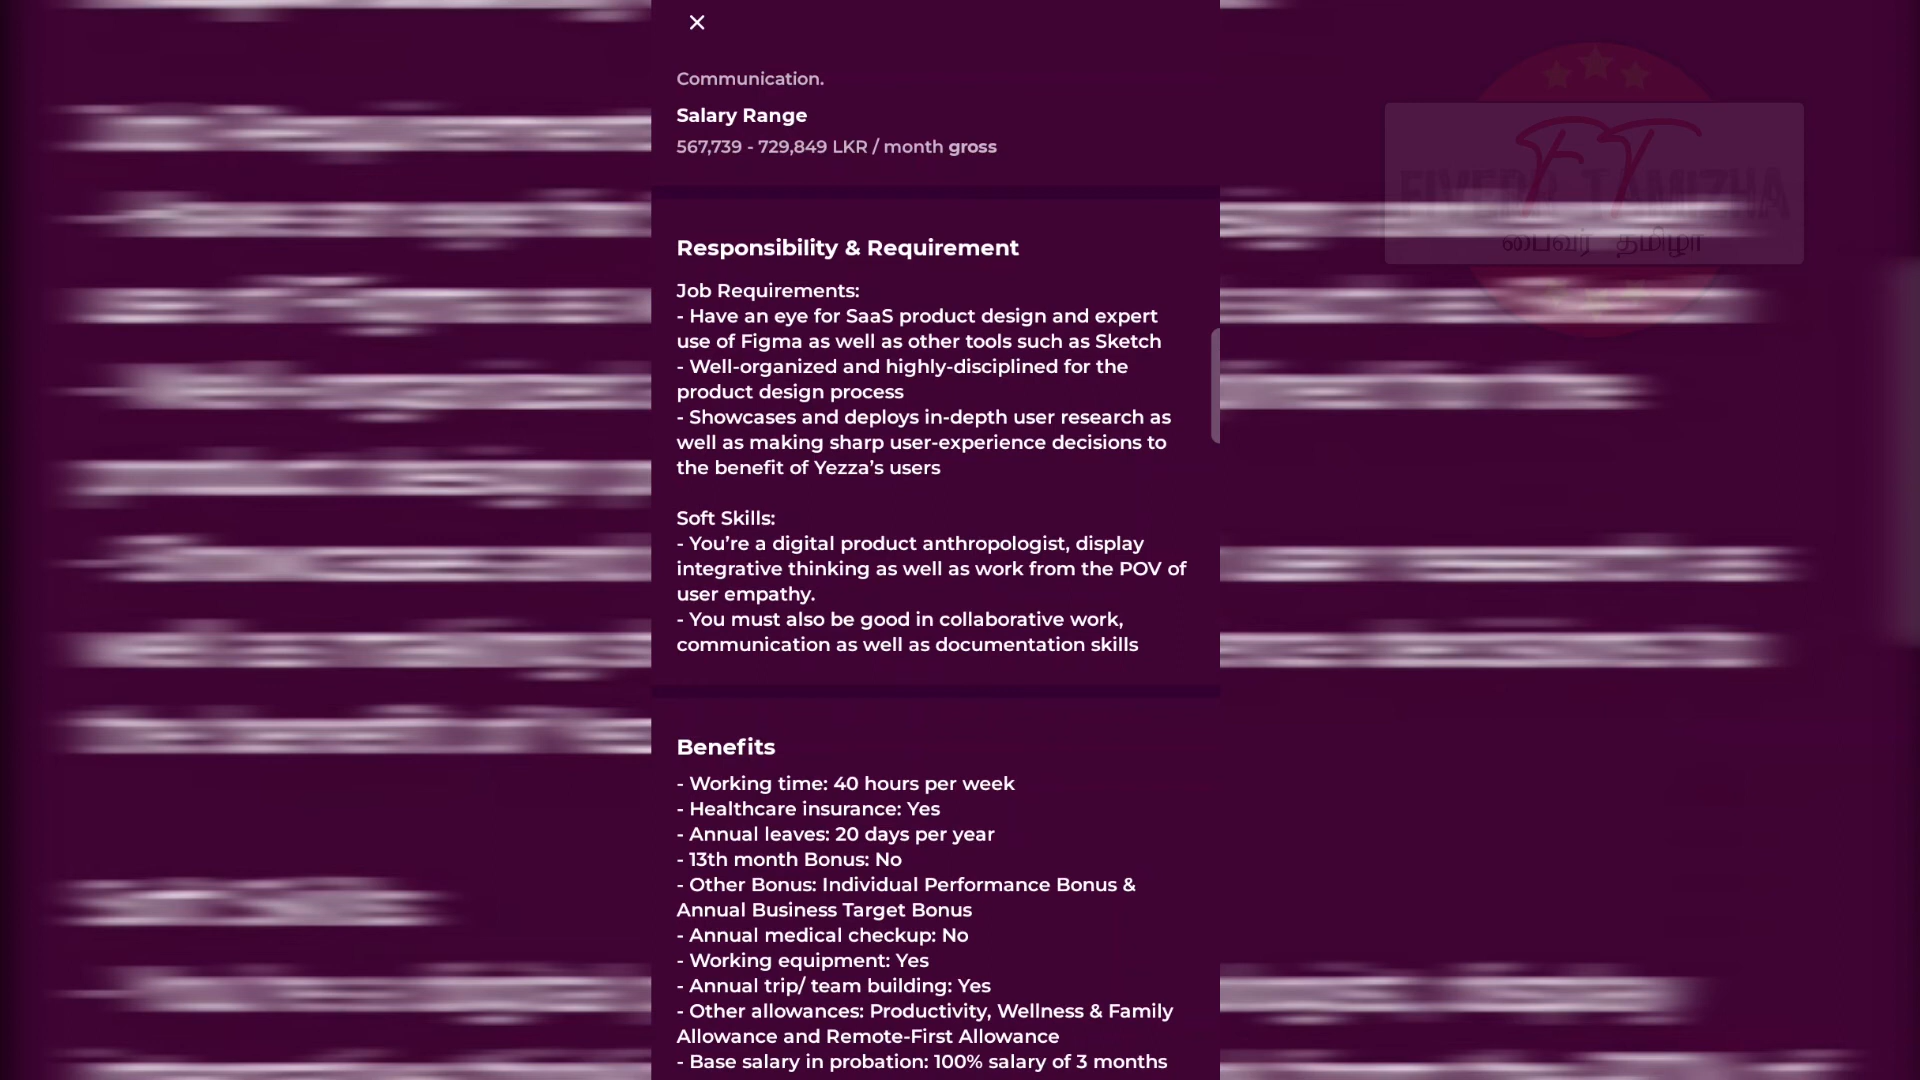 Communication.
Salary Range
567,739 - 729,849 LKR / month gross
FT
FIVERR TAMIZHA
பைவர் தமிழா
Responsibility & Requirement
Job Requirements:
- Have an eye for SaaS product design and expert
use of Figma as well as other tools such as Sketch
- Well-organized and highly-disciplined for the
product design process
- Showcases and deploys in-depth user research as
well as making sharp user-experience decisions to
the benefit of Yezza’s users
Soft Skills:
- You’re a digital product anthropologist, display
integrative thinking as well as work from the POV of
user empathy.
- You must also be good in collaborative work,
communication as well as documentation skills
Benefits
- Working time: 40 hours per week
- Healthcare insurance: Yes
- Annual leaves: 20 days per year
- 13th month Bonus: No
- Other Bonus: Individual Performance Bonus &
Annual Business Target Bonus
- Annual medical checkup: No
- Working equipment: Yes
- Annual trip/ team building: Yes
- Other allowances: Productivity, Wellness & Family
Allowance and Remote-First Allowance
- Base salary in probation: 100% salary of 3 months